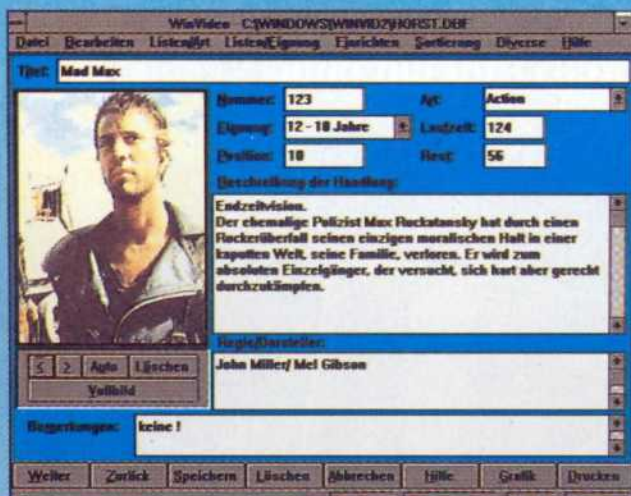 WinVideo - C:\WINDOWS\WINVID2\HORST.DBF
Datei Bearbeiten Listen/Art Listen/Eignung Einrichten Sortierung Diverse Hilfe
Titel: Mad Max
Nummer: 123 Art: Action
Eignung: 12 - 18 Jahre Laufzeit: 124
Position: 10 Rest: 56
Beschreibung der Handlung:
Endzeitvision.
Der ehemalige Polizist Max Rockatansky hat durch einen
Rockerüberfall seinen einzigen moralischen Halt in einer
kaputten Welt, seine Familie, verloren. Er wird zum
absoluten Einzelgänger, der versucht, sich hart aber gerecht
durchzukämpfen.
Regie/Darsteller:
John Miller/ Mel Gibson
< > Auto Löschen
Vollbild
Bemerkungen: keine !
Weiter Zurück Speichern Löschen Abbrechen Hilfe Grafik Drucken